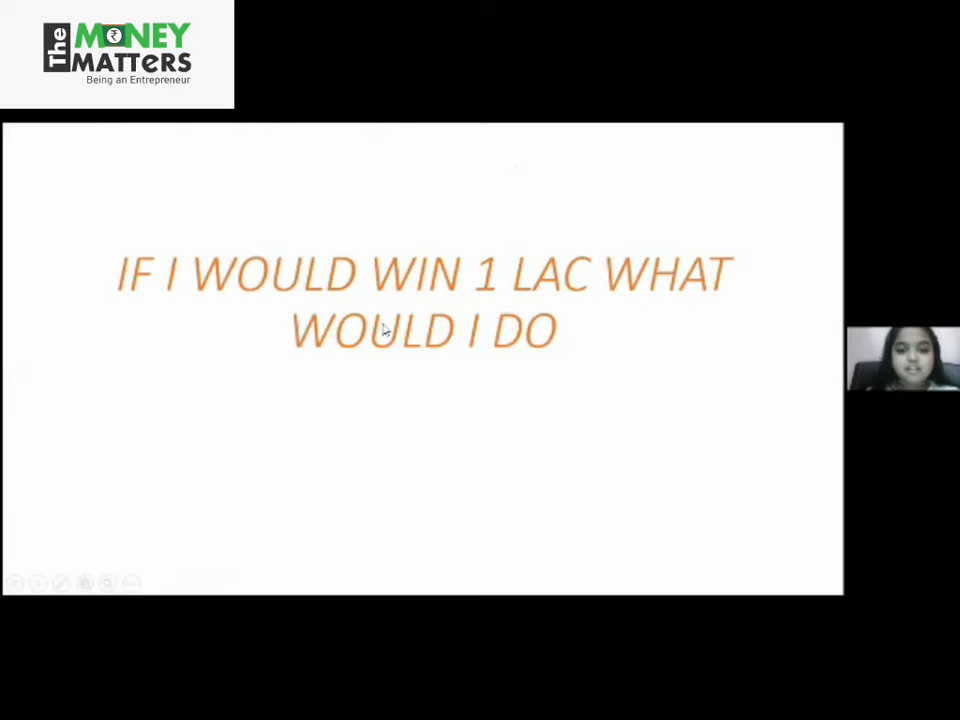 The MONEY
MATTERS
Being an Entrepreneur
IF I WOULD WIN 1 LAC WHAT
WOULD I DO